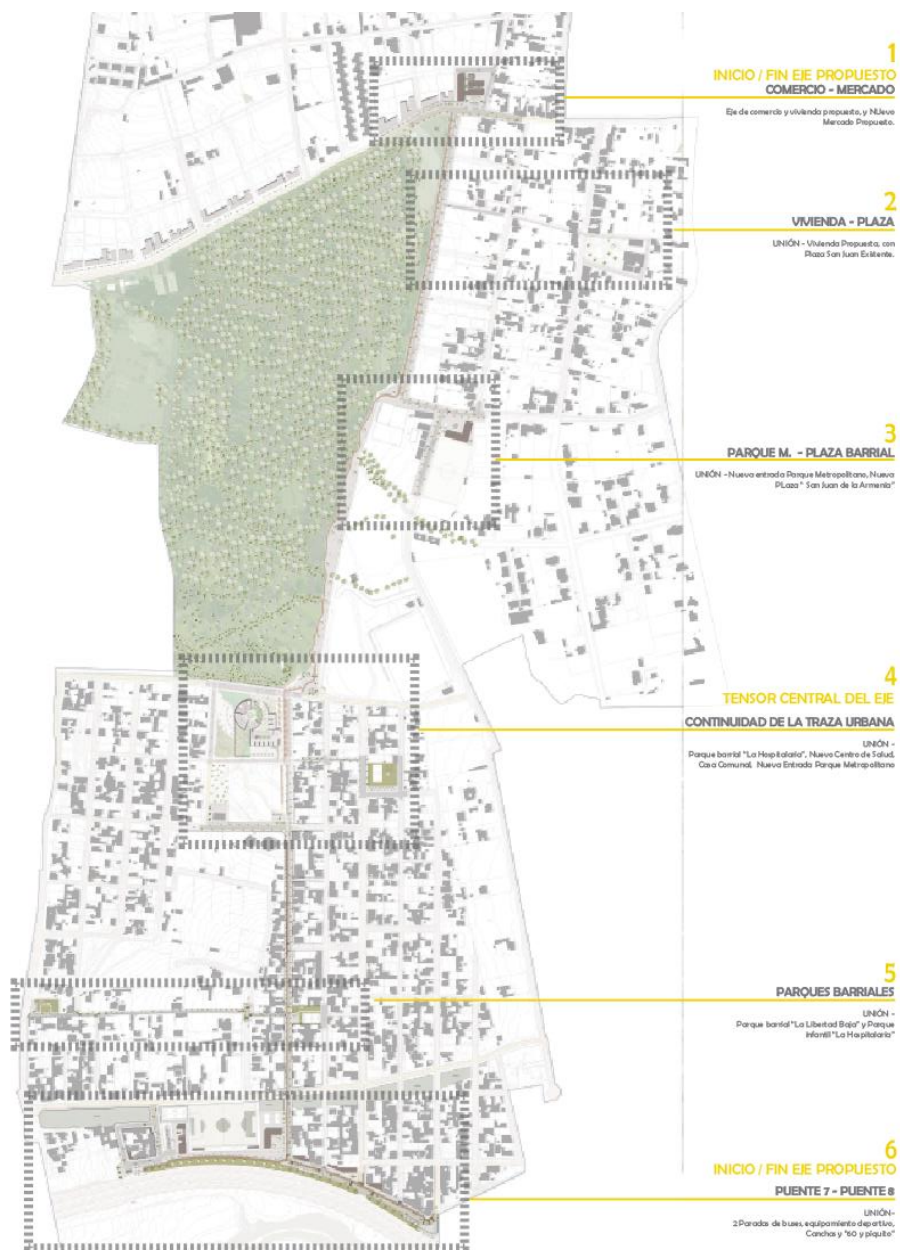 1
INICIO / FIN EJE PROPUESTO
COMERCIO - MERCADO
Eje de comercio y vivienda propuesto, y NUevo
Mercado Propuesto.
2
VIVIENDA - PLAZA
UNIÓN - Vivienda Propuesta, con
Plaza San Juan Existente.
3
PARQUE M. - PLAZA BARRIAL
UNIÓN - Nueva entrada Parque Metropolitano, Nueva
PLaza " San Juan de la Armenia"
4
TENSOR CENTRAL DEL EJE
CONTINUIDAD DE LA TRAZA URBANA
UNIÓN -
Parque barrial "La Hospitalaria", Nuevo Centro de Salud,
Casa Comunal, Nueva Entrada Parque Metropolitano
5
PARQUES BARRIALES
UNIÓN -
Parque barrial "La Libertad Baja" y Parque
infantil "La Hospitalaria"
6
INICIO / FIN EJE PROPUESTO
PUENTE 7 - PUENTE 8
UNIÓN-
2 Paradas de buses, equipamiento deportivo,
Canchas y "60 y piquito"